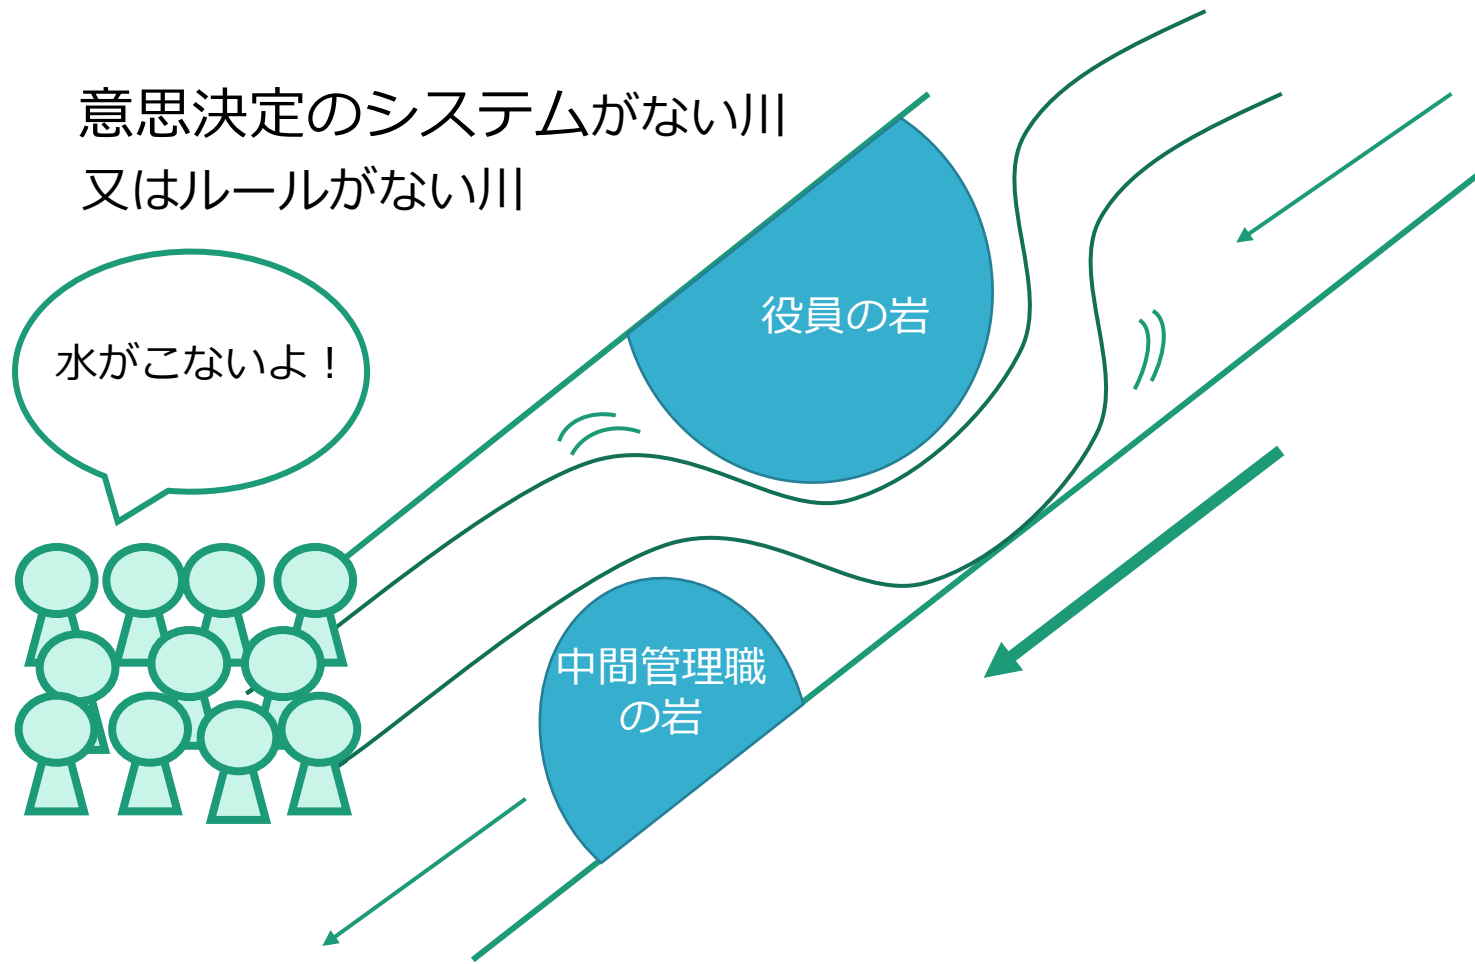 意思決定のシステムがない川
又はルールがない川
水がこないよ！
役員の岩
中間管理職
の岩